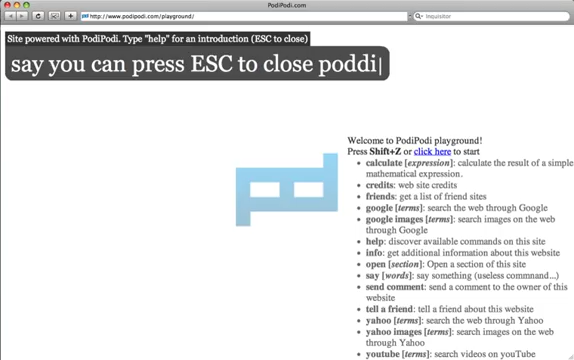 PodiPodi.com
http://www.podipodi.com/playground/
Inquisitor
Site powered with PodiPodi. Type "help" for an introduction (ESC to close)
say you can press ESC to close poddi
Welcome to PodiPodi playground!
Press Shift+Z or click here to start
calculate [expression]: calculate the result of a simple
mathematical expression.
credits: web site credits
friends: get a list of friend sites
google [terms]: search the web through Google
google images [terms]: search images on the web
through Google
help: discover available commands on this site
info: get additional information about this website
open [section]: Open a section of this site
say [words]: say something (useless commnand...)
send comment: send a comment to the owner of this
website
tell a friend: tell a friend about this website
yahoo [terms]: search the web through Yahoo
yahoo images [terms]: search images on the web
through Yahoo
youtube [terms]: search videos on youTube
pd